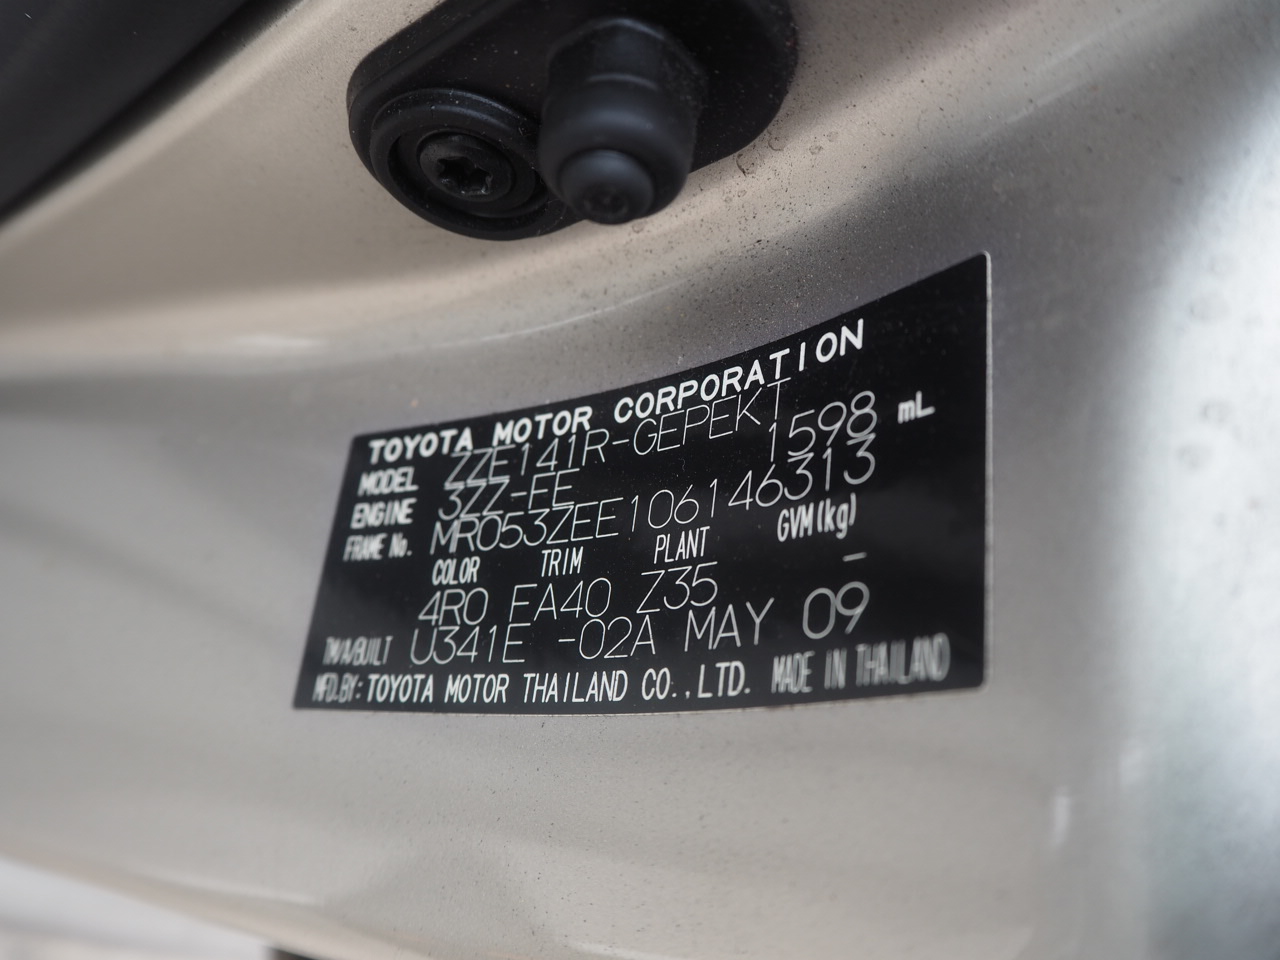 TOYOTA MOTOR CORPORATION
MODEL ZZE141R-GEPEKT
ENGINE 3ZZ-FE 1598 mL
FRAME No. MR053ZEE106146313
COLOR TRIM PLANT GVM(kg)
4R0 FA40 Z35 –
TM/A/BUILT U341E -02A MAY 09
MFD.BY: TOYOTA MOTOR THAILAND CO.,LTD. MADE IN THAILAND